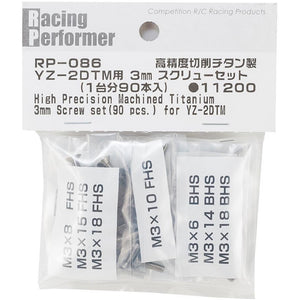 Racing
Performer
Competition R/C Racing Products
RP-086
高精度切削チタン製
YZ-2DTM用 3mm スクリューセット
(1台分90本入) ●11200
High Precision Machined Titanium
3mm Screw set(90 pcs.) for YZ-2DTM
M3×8 FHS
M3×15 FHS
M3×18 FHS
M3×10 FHS
M3×6 BHS
M3×14 BHS
M3×18 BHS